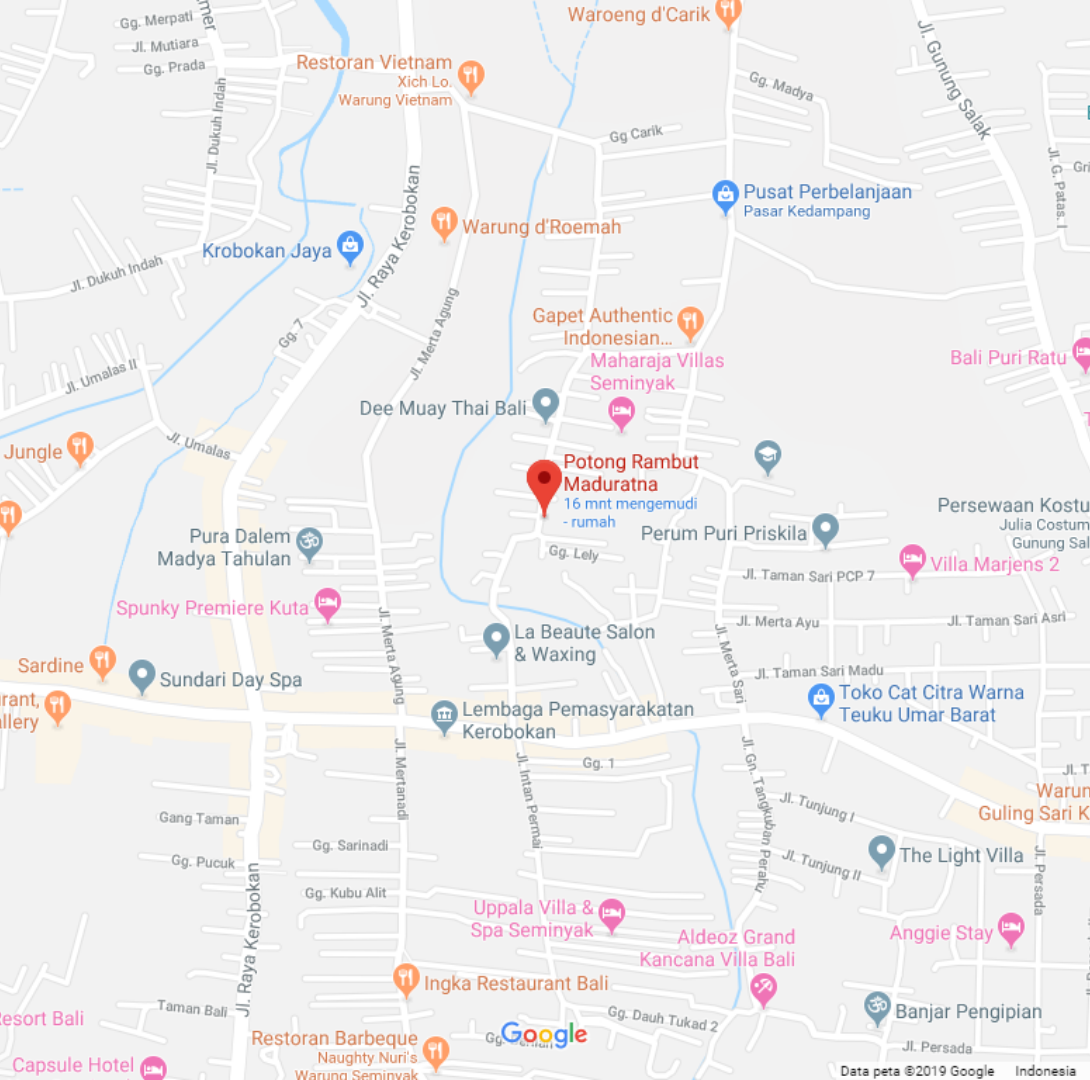 Waroeng d'Carik
Gg. Merpati
Jl. Mutiara
Gg. Prada
Restoran Vietnam
Xich Lo.
Warung Vietnam
Jl. Gunung Salak
Gg. Madya
Gg Carik
Jl. Dukuh Indah
Jl. G. Patas. I
Pusat Perbelanjaan
Pasar Kedampang
Jl. Raya Kerobokan
Warung d'Roemah
Krobokan Jaya
Jl. Dukuh Indah
Gg. 7
Jl. Merta Agung
Gapet Authentic
Indonesian...
Maharaja Villas
Seminyak
Bali Puri Ratu
Jl. Umalas II
Dee Muay Thai Bali
Jl. Umalas
Jungle
Potong Rambut
Maduratna
16 mnt mengemudi
- rumah
Persewaan Kostu
Julia Costum
Gunung Sal
Perum Puri Priskila
Pura Dalem
Madya Tahulan
Gg. Lely
Villa Marjens 2
Jl. Taman Sari PCP 7
Spunky Premiere Kuta
Jl. Merta Ayu
Jl. Taman Sari Asri
La Beaute Salon
& Waxing
Jl. Merta Agung
Jl. Merta Sari
Sardine
Sundari Day Spa
Jl. Taman Sari Madu
Toko Cat Citra Warna
Teuku Umar Barat
urant,
llery
Lembaga Pemasyarakatan
Kerobokan
Gg. 1
Jl. Mertanadi
Jl. Intan Permai
Jl. Gn. Tangkuban Perahu
Jl. T
Warun
Guling Sari K
Jl. Tunjung I
Gang Taman
Gg. Sarinadi
Gg. Pucuk
Jl. Tunjung II
The Light Villa
Jl. Persada
Gg. Kubu Alit
Jl. Raya Kerobokan
Uppala Villa &
Spa Seminyak
Aldeoz Grand
Kancana Villa Bali
Anggie Stay
Ingka Restaurant Bali
Taman Bali
Resort Bali
Gg. Dauh Tukad 2
Banjar Pengipian
Restoran Barbeque
Naughty Nuri's
Warung Seminyak
Google
Jl. Persada
Capsule Hotel
Data peta ©2019 Google
Indonesia